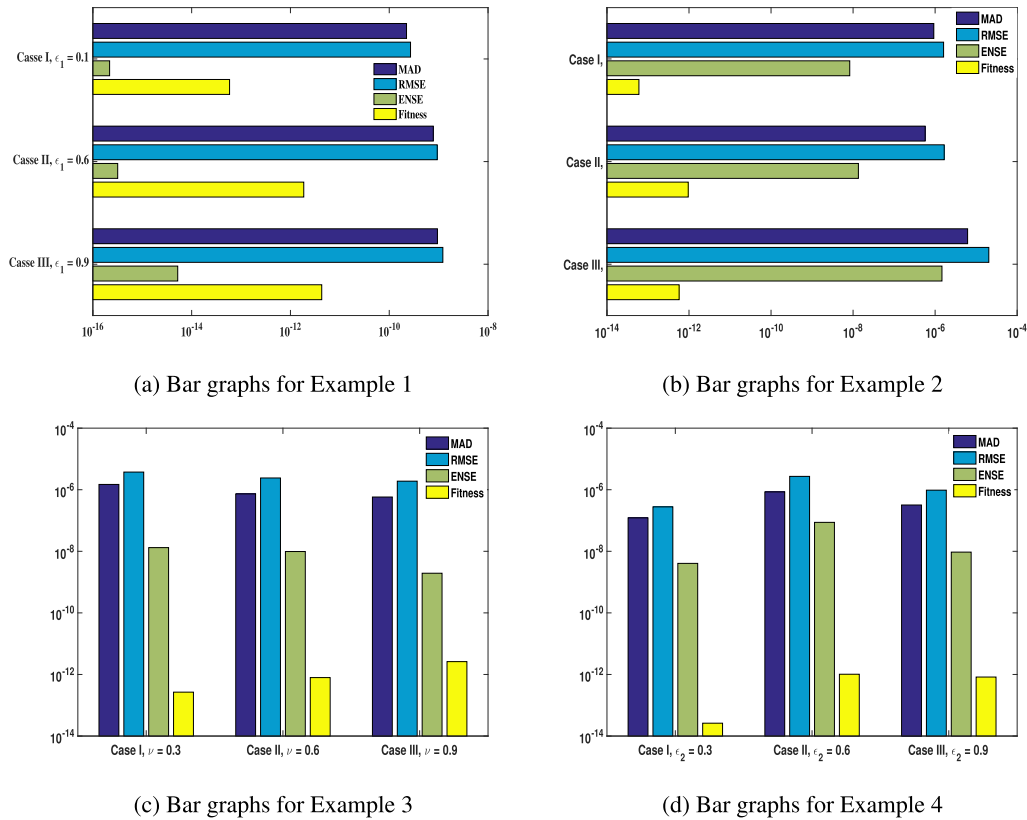 Casse I, ϵ1 = 0.1
Casse II, ϵ1 = 0.6
Casse III, ϵ1 = 0.9
MAD
RMSE
ENSE
Fitness
10-16 10-14 10-12 10-10 10-8
(a) Bar graphs for Example 1
Case I,
Case II,
Case III,
MAD
RMSE
ENSE
Fitness
10-14 10-12 10-10 10-8 10-6 10-4
(b) Bar graphs for Example 2
10-4
10-6
10-8
10-10
10-12
10-14
MAD
RMSE
ENSE
Fitness
Case I, ν = 0.3 Case II, ν = 0.6 Case III, ν = 0.9
(c) Bar graphs for Example 3
10-4
10-6
10-8
10-10
10-12
10-14
MAD
RMSE
ENSE
Fitness
Case I, ϵ2 = 0.3 Case II, ϵ2 = 0.6 Case III, ϵ2 = 0.9
(d) Bar graphs for Example 4